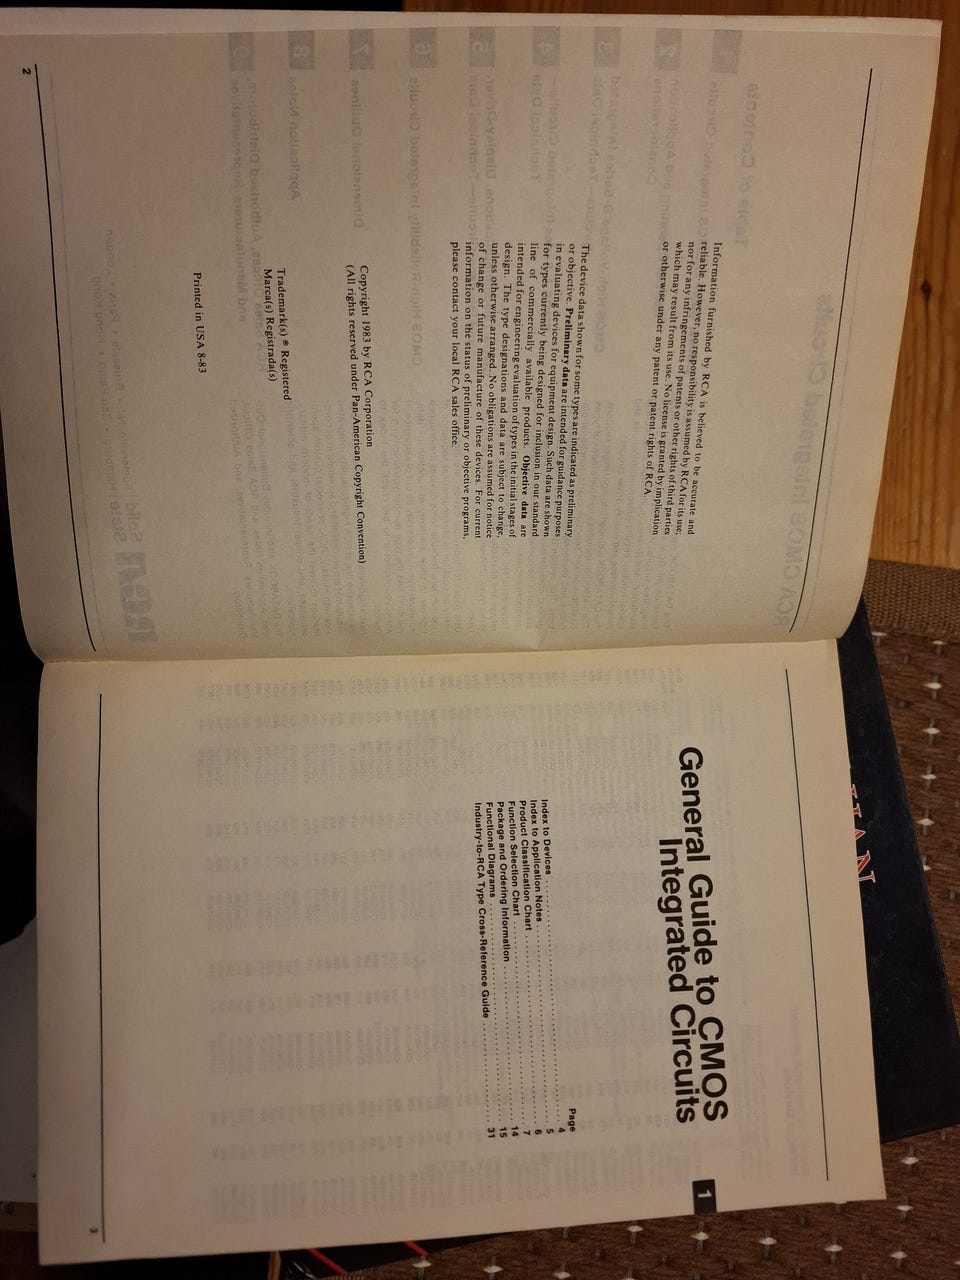 Information furnished by RCA is believed to be accurate and
reliable. However, no responsibility is assumed by RCA for its use;
nor for any infringements of patents or other rights of third parties
which may result from its use. No license is granted by implication
or otherwise under any patent or patent rights of RCA.
The device data shown for some types are indicated as preliminary
or objective. Preliminary data are intended for guidance purposes
in evaluating devices for equipment design. Such data are shown
for types currently being designed for inclusion in our standard
line of commercially available products. Objective data are
intended for engineering evaluation of types in the initial stages of
design. The type designations and data are subject to change,
unless otherwise arranged. No obligations are assumed for notice
of change or future manufacture of these devices. For current
information on the status of preliminary or objective programs,
please contact your local RCA sales office.
Copyright 1983 by RCA Corporation
(All rights reserved under Pan-American Copyright Convention)
Trademark(s) ® Registered
Marca(s) Registrada(s)
Printed in USA 8-83
2
General Guide to CMOS
Integrated Circuits
1
Page
Index to Devices 4
Index to Application Notes 5
Product Classification Chart 6
Function Selection Chart 7
Package and Ordering Information 14
Functional Diagrams 15
Industry-to-RCA Type Cross-Reference Guide 31
3